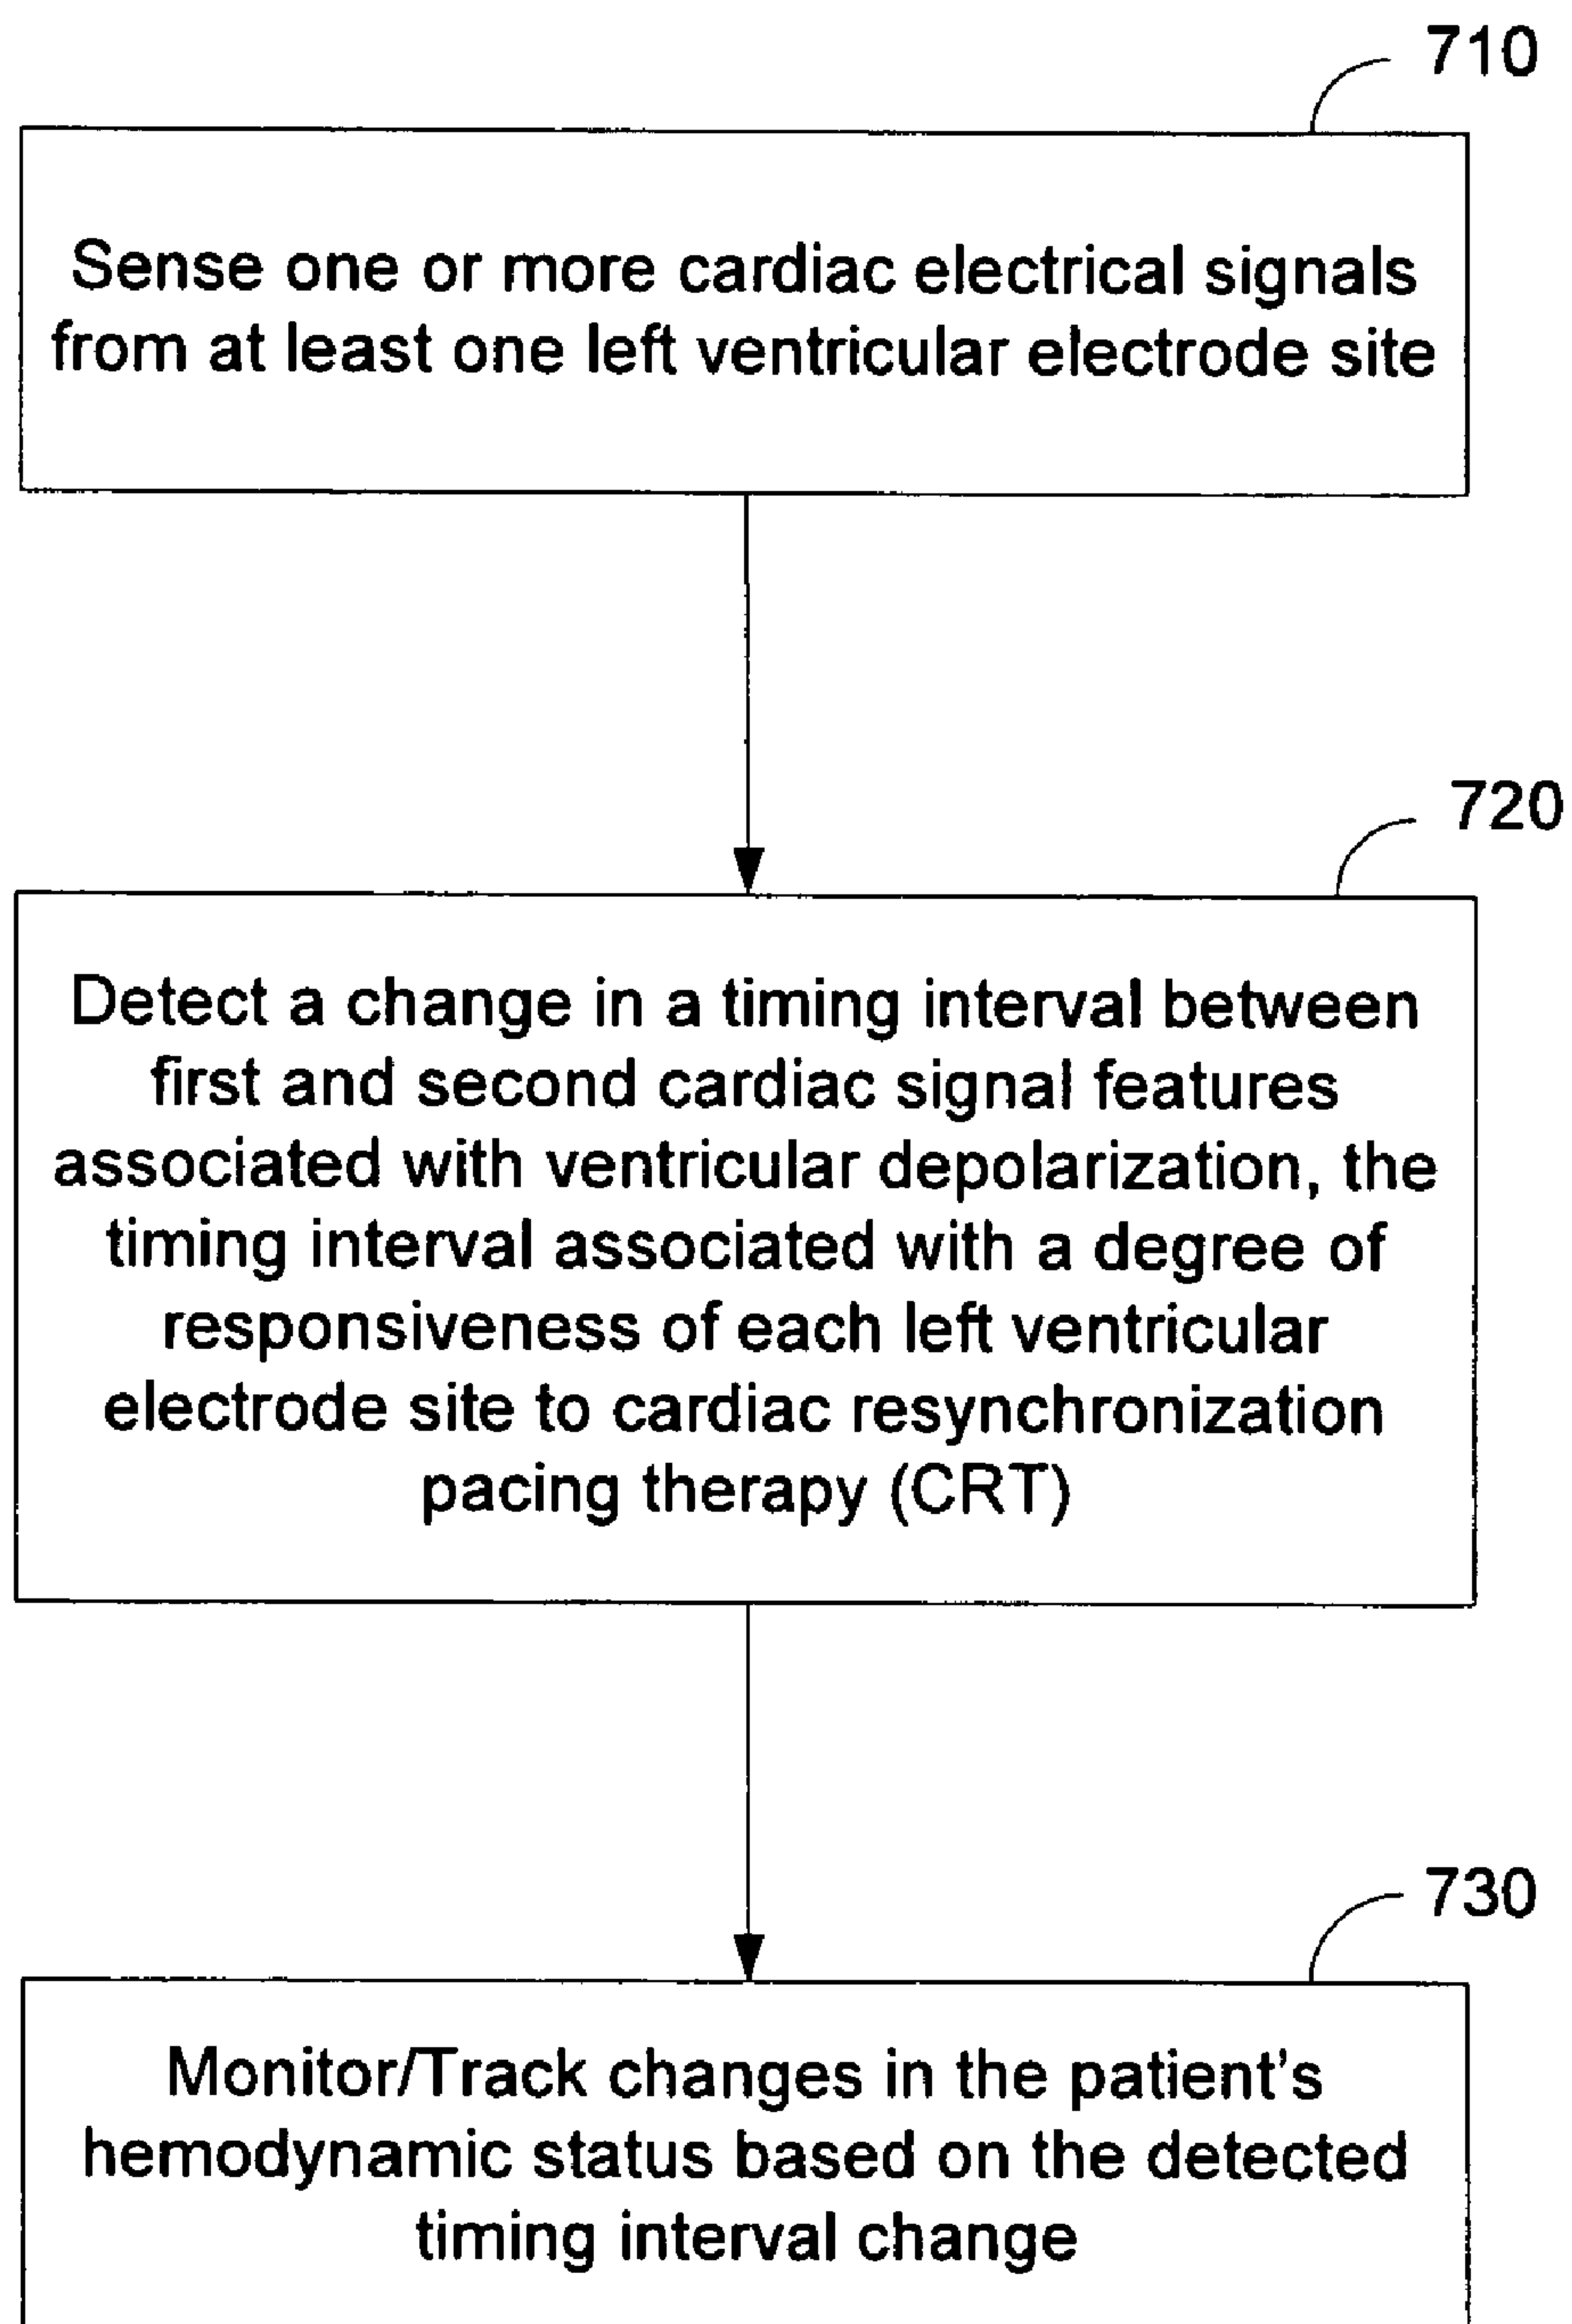 710
Sense one or more cardiac electrical signals
from at least one left ventricular electrode site
720
Detect a change in a timing interval between
first and second cardiac signal features
associated with ventricular depolarization, the
timing interval associated with a degree of
responsiveness of each left ventricular
electrode site to cardiac resynchronization
pacing therapy (CRT)
730
Monitor/Track changes in the patient's
hemodynamic status based on the detected
timing interval change